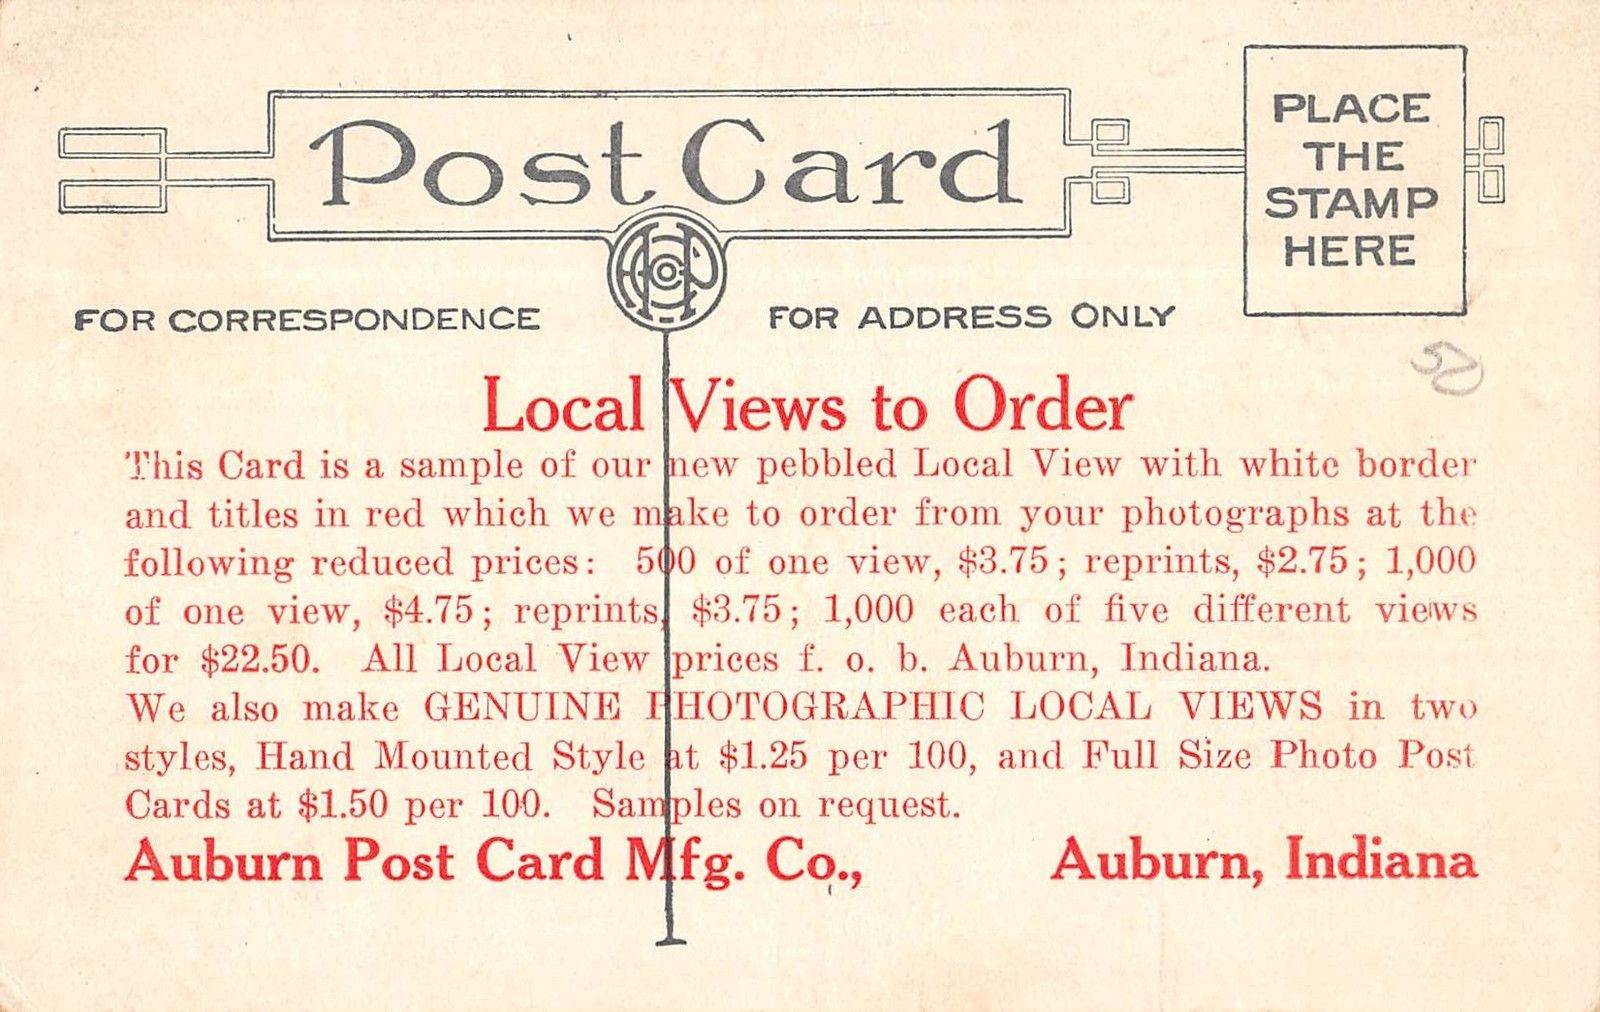 Post Card
PLACE
THE
STAMP
HERE
FOR CORRESPONDENCE
FOR ADDRESS ONLY
50
Local Views to Order
This Card is a sample of our new pebbled Local View with white border
and titles in red which we make to order from your photographs at the
following reduced prices: 500 of one view, $3.75; reprints, $2.75; 1,000
of one view, $4.75; reprints, $3.75; 1,000 each of five different views
for $22.50. All Local View prices f. o. b. Auburn, Indiana.
We also make GENUINE PHOTOGRAPHIC LOCAL VIEWS in two
styles, Hand Mounted Style at $1.25 per 100, and Full Size Photo Post
Cards at $1.50 per 100. Samples on request.
Auburn Post Card Mfg. Co., Auburn, Indiana